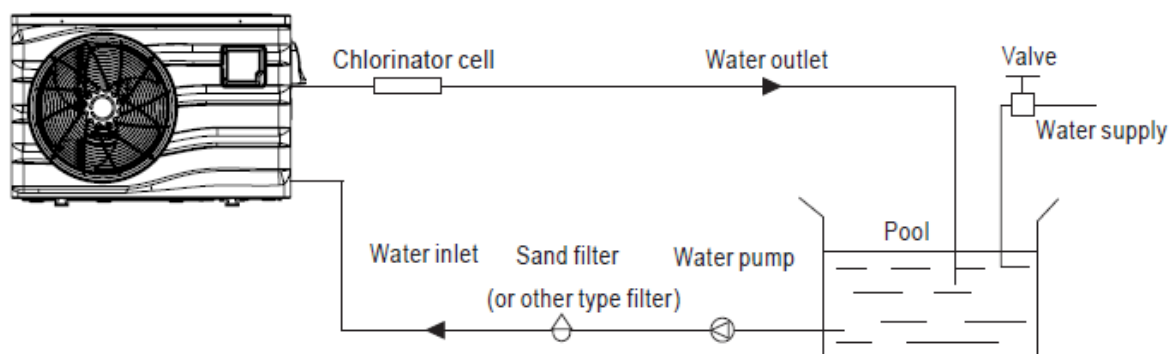 Chlorinator cell
Water outlet
Valve
Water supply
Pool
Water inlet
Sand filter
(or other type filter)
Water pump